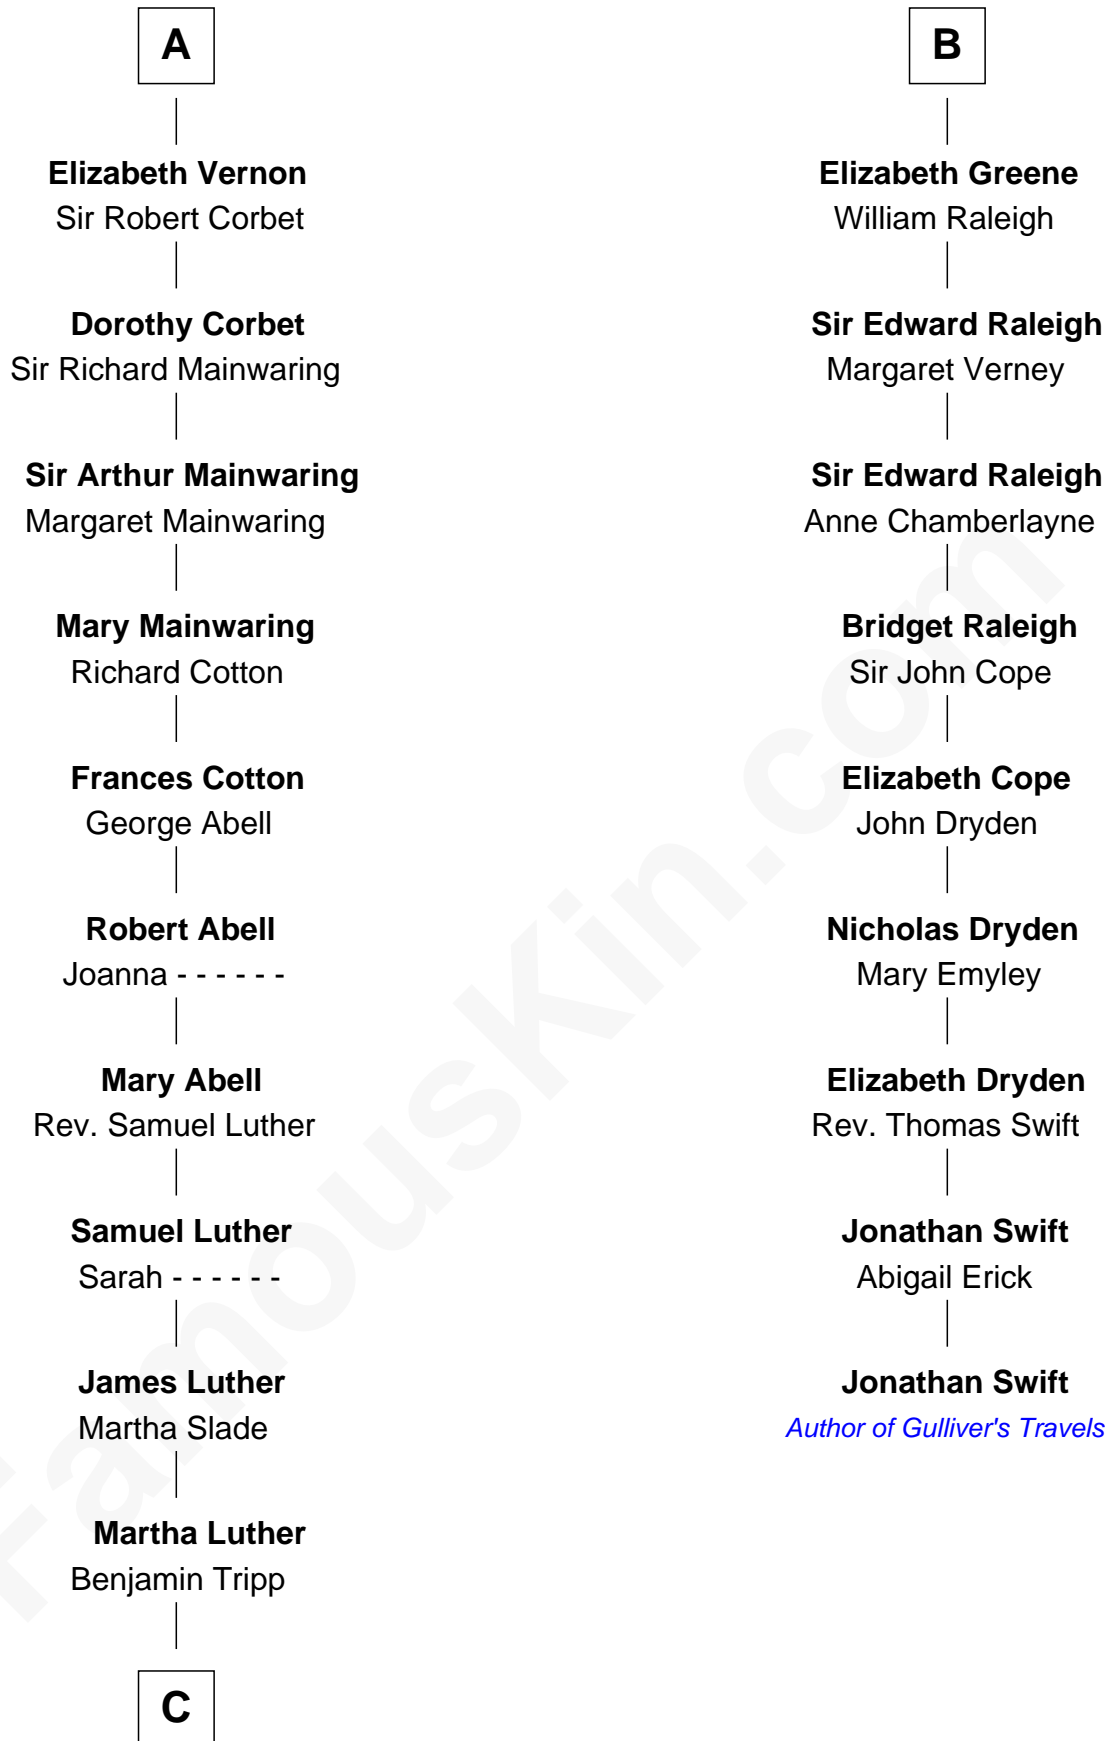 A
Elizabeth Vernon
Sir Robert Corbet
Dorothy Corbet
Sir Richard Mainwaring
Sir Arthur Mainwaring
Margaret Mainwaring
Mary Mainwaring
Richard Cotton
Frances Cotton
George Abell
Robert Abell
Joanna - - - - - -
Mary Abell
Rev. Samuel Luther
Samuel Luther
Sarah - - - - - -
James Luther
Martha Slade
Martha Luther
Benjamin Tripp
C
B
Elizabeth Greene
William Raleigh
Sir Edward Raleigh
Margaret Verney
Sir Edward Raleigh
Anne Chamberlayne
Bridget Raleigh
Sir John Cope
Elizabeth Cope
John Dryden
Nicholas Dryden
Mary Emyley
Elizabeth Dryden
Rev. Thomas Swift
Jonathan Swift
Abigail Erick
Jonathan Swift
Author of Gulliver's Travels
FamousKin.com